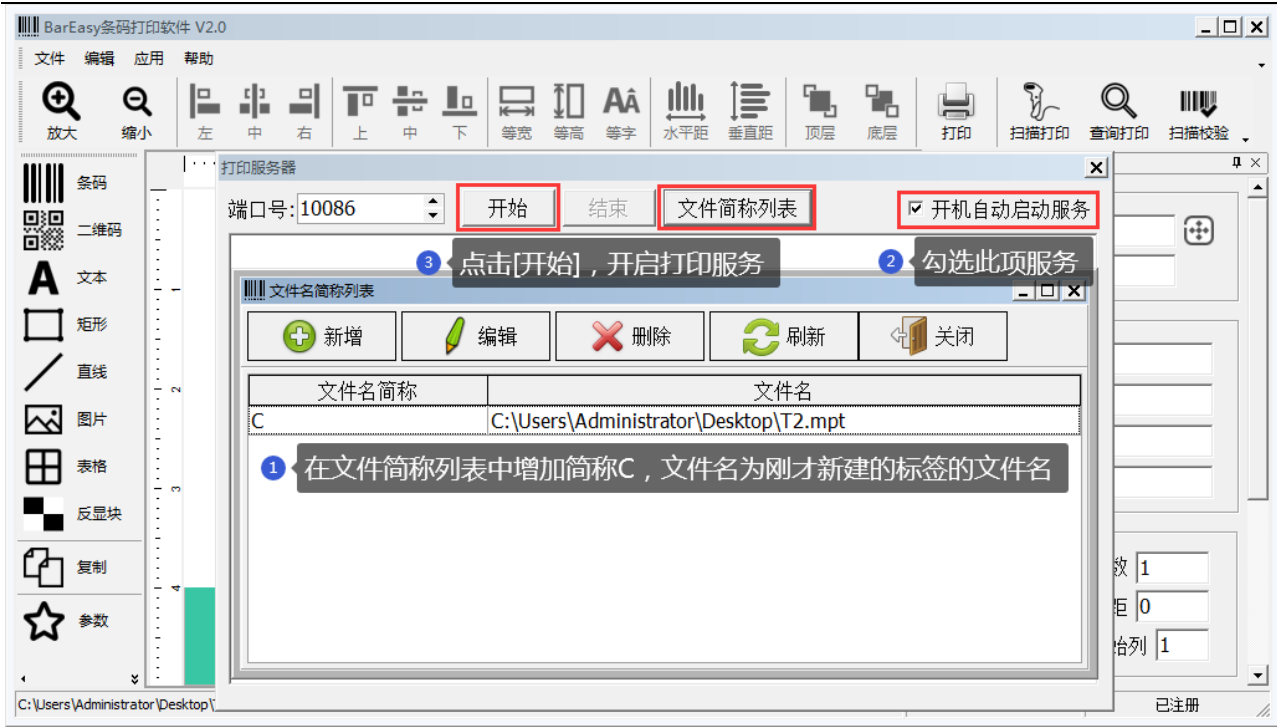 BarEasy条码打印软件 V2.0
文件 编辑 应用 帮助
放大 缩小 左 中 右 上 中 下 等宽 等高 等字 水平距 垂直距 顶层 底层 打印 扫描打印 查询打印 扫描校验
条码
二维码
文本
矩形
直线
图片
表格
反显块
复制
参数
打印服务器
端口号: 10086 开始 结束 文件简称列表 开机自动启动服务
3 点击[开始]，开启打印服务
2 勾选此项服务
文件名简称列表
新增 编辑 删除 刷新 关闭
文件名简称 文件名
C C:\Users\Administrator\Desktop\T2.mpt
1 在文件简称列表中增加简称C，文件名为刚才新建的标签的文件名
2
3
4
数 1
距 0
始列 1
C:\Users\Administrator\Desktop\
已注册